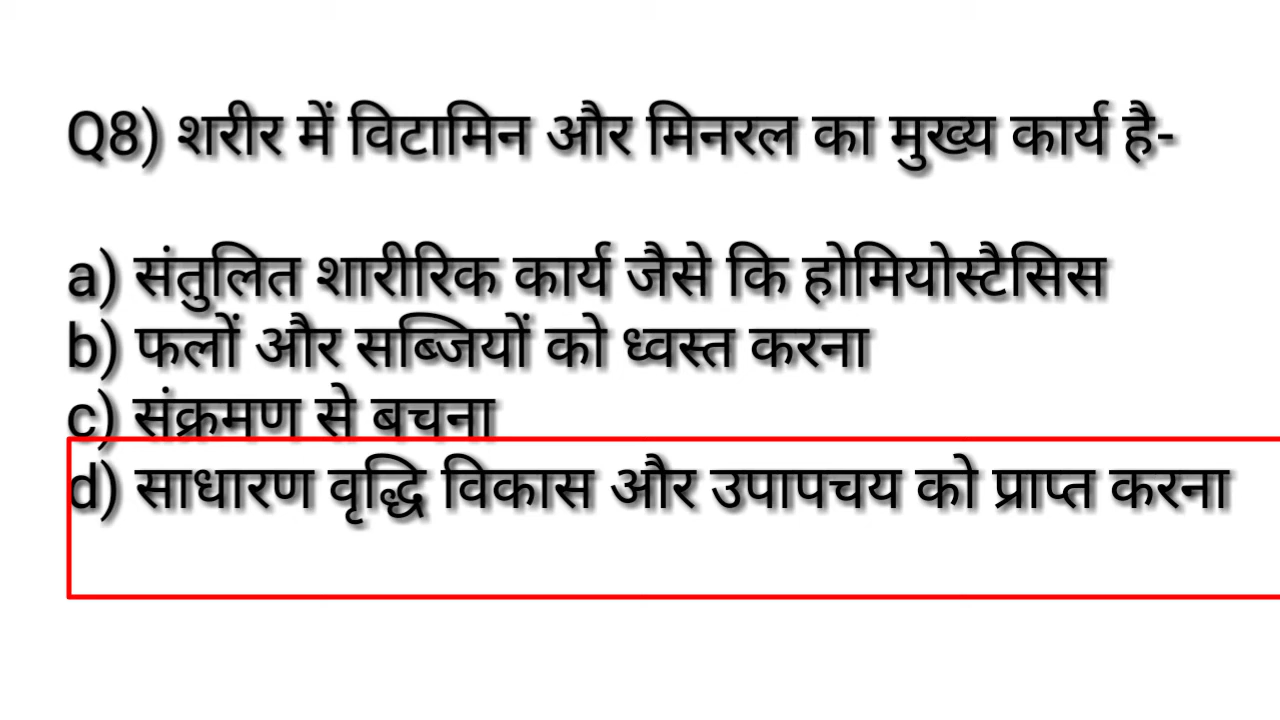 Q8) शरीर में विटामिन और मिनरल का मुख्य कार्य है-
a) संतुलित शारीरिक कार्य जैसे कि होमियोस्टैसिस
b) फलों और सब्जियों को ध्वस्त करना
c) संक्रमण से बचना
d) साधारण वृद्धि विकास और उपापचय को प्राप्त करना